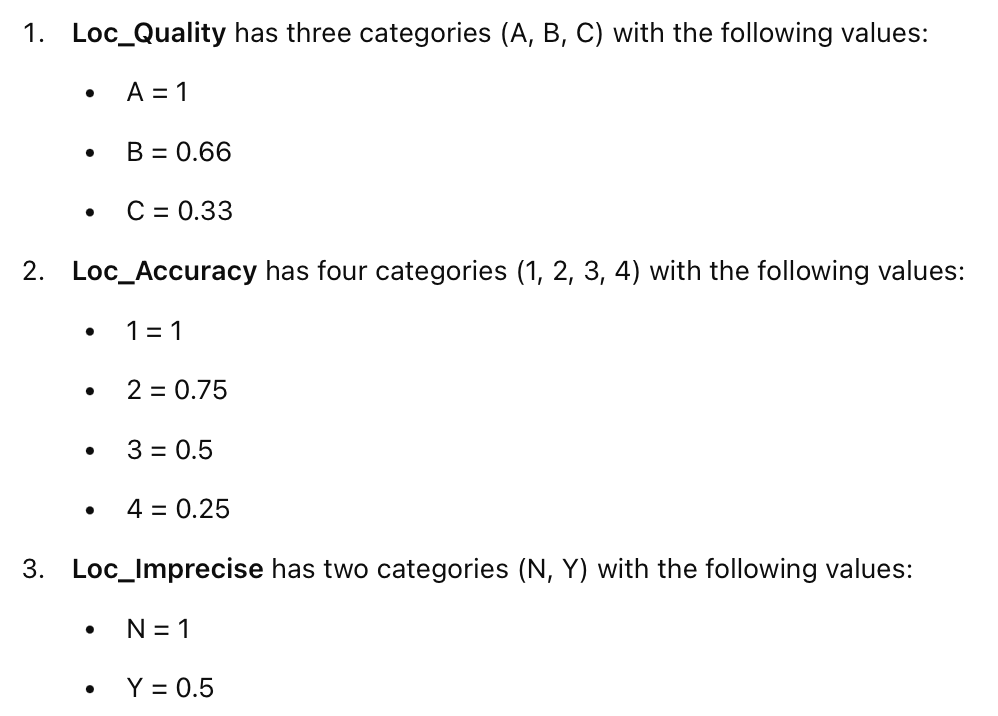 1. Loc_Quality has three categories (A, B, C) with the following values:
• A = 1
• B = 0.66
• C = 0.33
2. Loc_Accuracy has four categories (1, 2, 3, 4) with the following values:
• 1 = 1
• 2 = 0.75
• 3 = 0.5
• 4 = 0.25
3. Loc_Imprecise has two categories (N, Y) with the following values:
• N = 1
• Y = 0.5